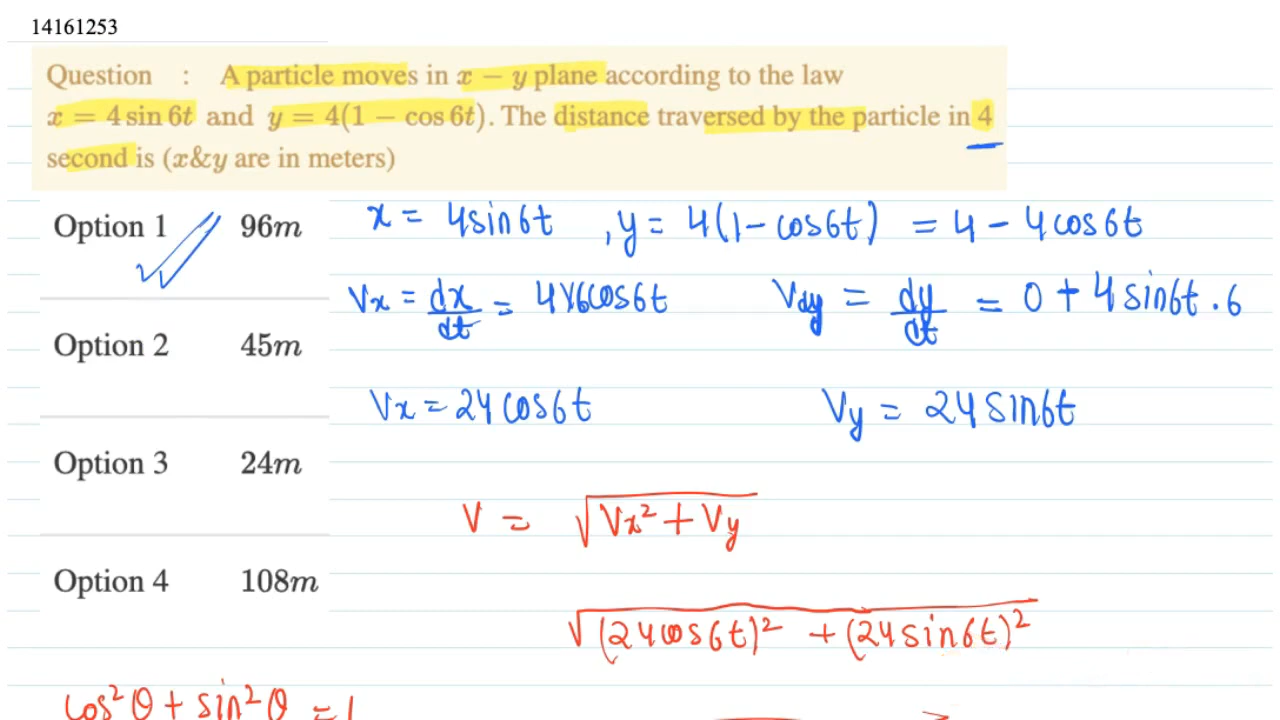 14161253
Question : A particle moves in x − y plane according to the law
x = 4 sin 6t and y = 4(1 − cos 6t). The distance traversed by the particle in 4
second is (x&y are in meters)
Option 1 96m
x = 4sin6t , y = 4(1-cos6t) = 4 - 4cos6t
Vx = dx/dt = 4×6cos6t Vdy = dy/dt = 0 + 4sin6t . 6
Option 2 45m
Vx = 24cos6t Vy = 24sin6t
Option 3 24m
V = √Vx² + Vy
Option 4 108m
√(24cos6t)² + (24sin6t)²
cos²θ + sin²θ = 1